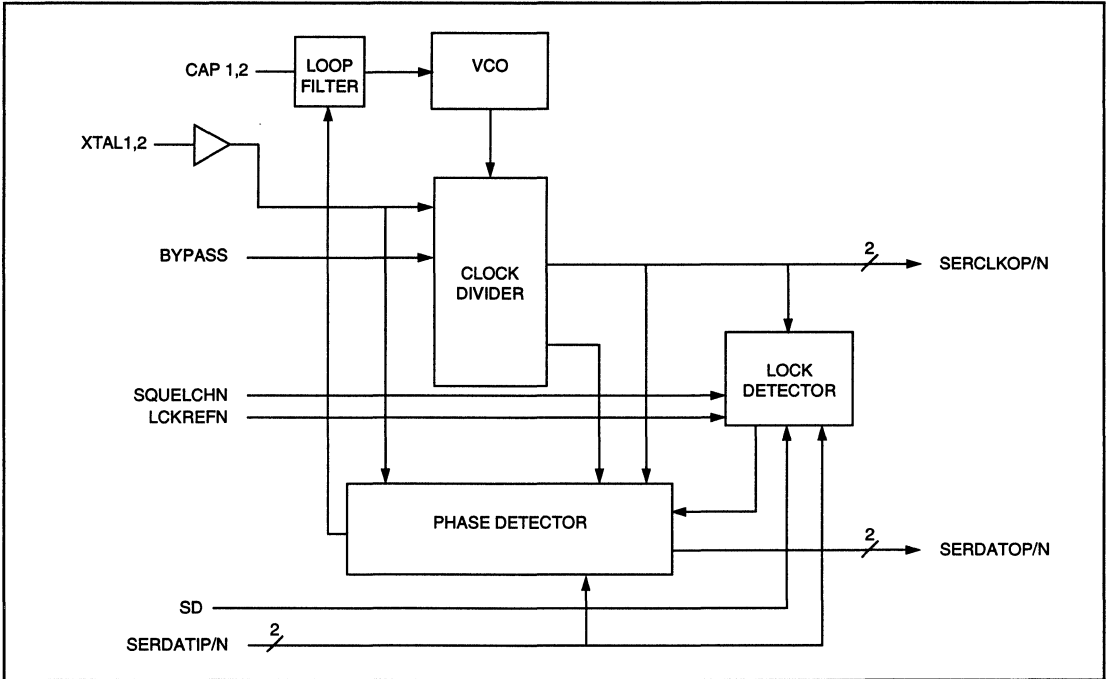 CAP 1,2
LOOP
FILTER
VCO
XTAL1,2
BYPASS
CLOCK
DIVIDER
2
SERCLKOP/N
LOCK
DETECTOR
SQUELCHN
LCKREFN
PHASE DETECTOR
2
SERDATOP/N
SD
SERDATIP/N
2